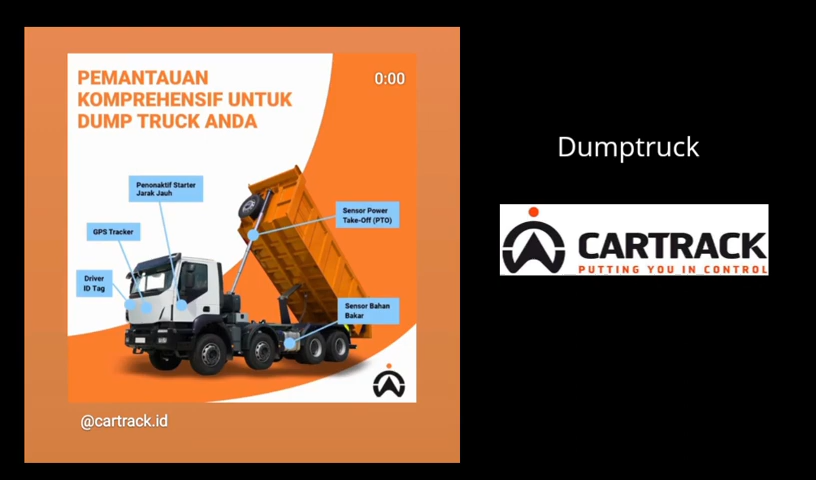 PEMANTAUAN
KOMPREHENSIF UNTUK
DUMP TRUCK ANDA
0:00
Penonaktif Starter
Jarak Jauh
GPS Tracker
Driver
ID Tag
Sensor Power
Take-Off (PTO)
Sensor Bahan
Bakar
@cartrack.id
Dumptruck
CARTRACK
PUTTING YOU IN CONTROL